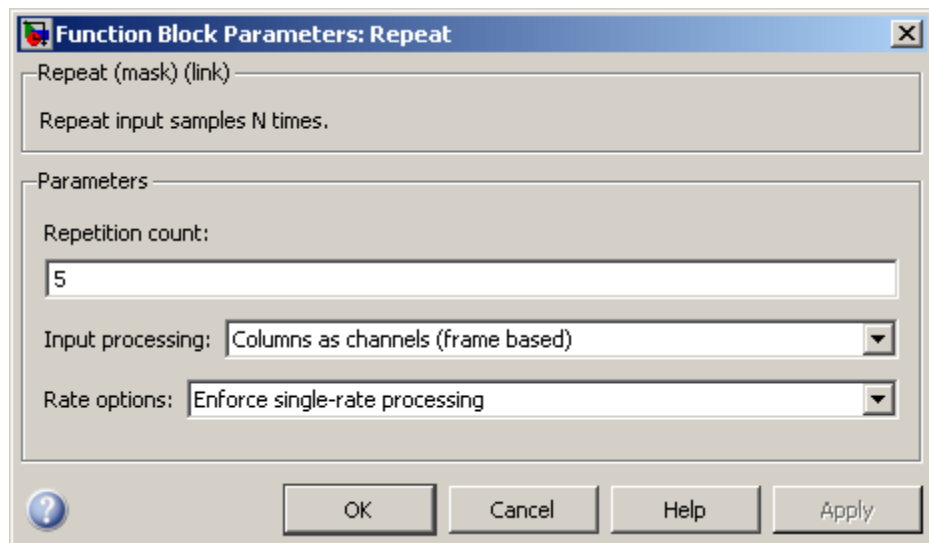 Function Block Parameters: Repeat
Repeat (mask) (link)
Repeat input samples N times.
Parameters
Repetition count:
5
Input processing: Columns as channels (frame based)
Rate options: Enforce single-rate processing
? OK Cancel Help Apply